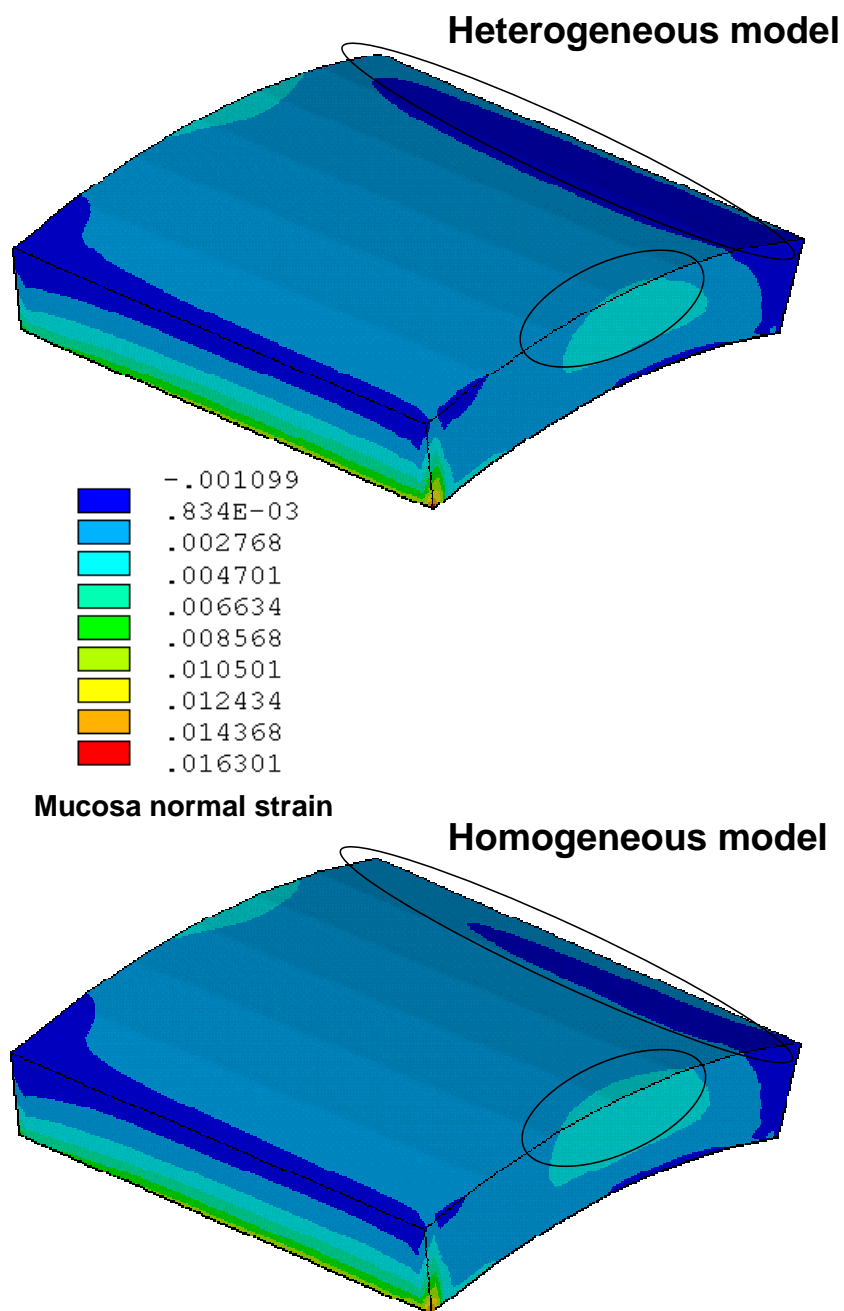 Heterogeneous model
-.001099
.834E-03
.002768
.004701
.006634
.008568
.010501
.012434
.014368
.016301
Mucosa normal strain
Homogeneous model